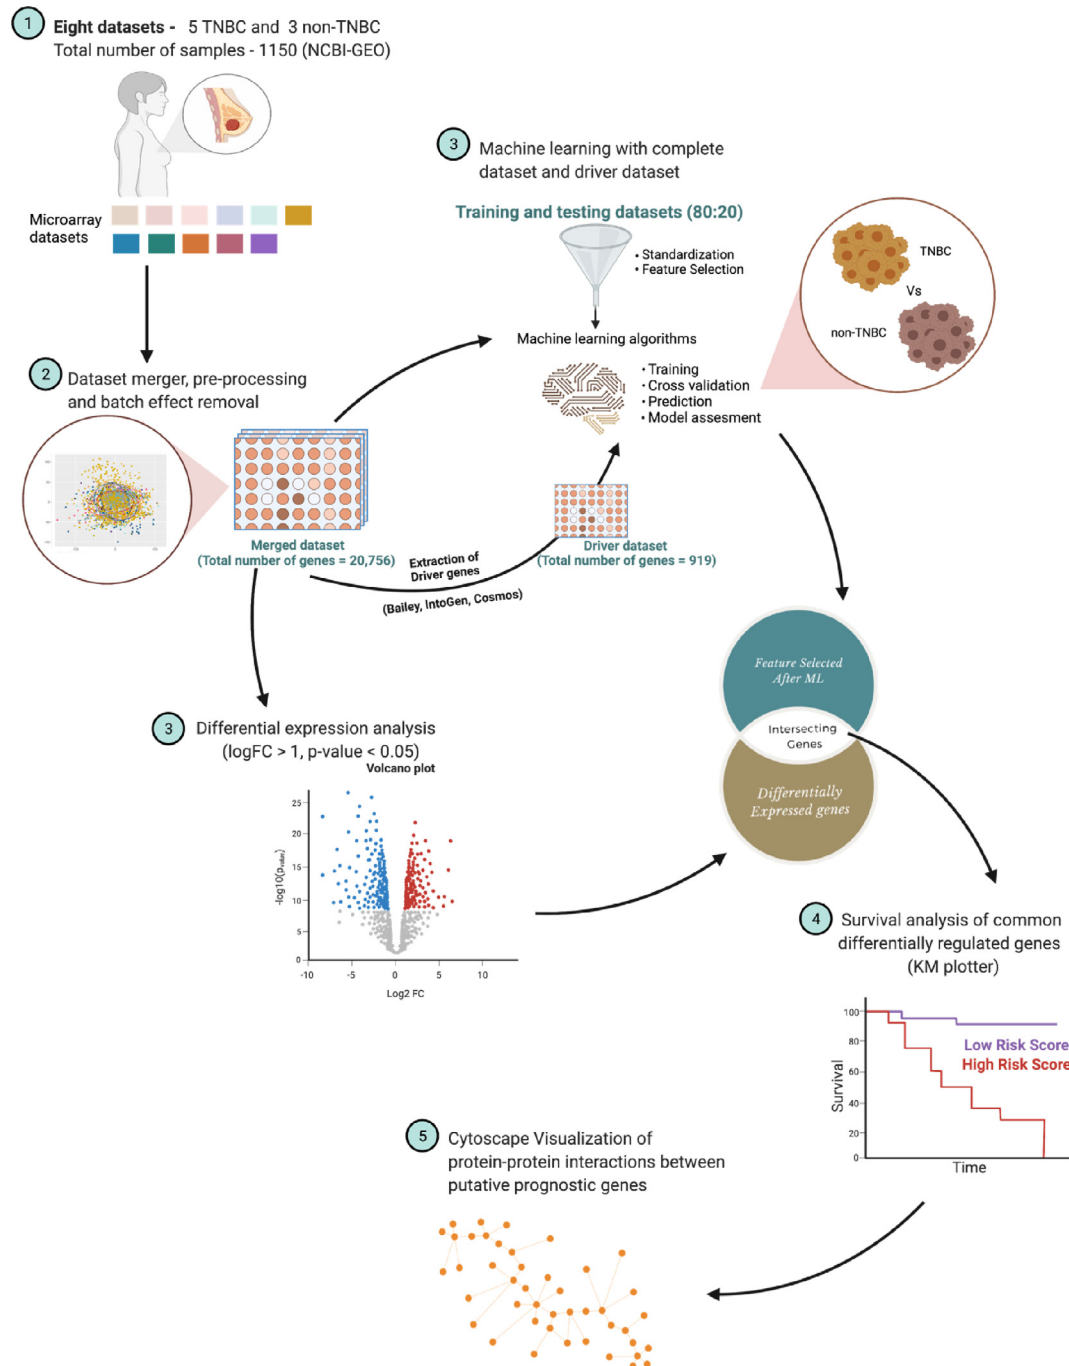 1
Eight datasets - 5 TNBC and 3 non-TNBC
Total number of samples - 1150 (NCBI-GEO)
Microarray
datasets
2
Dataset merger, pre-processing
and batch effect removal
Merged dataset
(Total number of genes = 20,756)
Extraction of
Driver genes
(Bailey, IntoGen, Cosmos)
Driver dataset
(Total number of genes = 919)
3
Machine learning with complete
dataset and driver dataset
Training and testing datasets (80:20)
• Standardization
• Feature Selection
Machine learning algorithms
• Training
• Cross validation
• Prediction
• Model assesment
TNBC
Vs
non-TNBC
3
Differential expression analysis
(logFC > 1, p-value < 0.05)
Volcano plot
-log10(pvalue)
25
20
15
10
5
0
-10 -5 0 5 10
Log2 FC
Feature Selected
After ML
Intersecting
Genes
Differentially
Expressed genes
4
Survival analysis of common
differentially regulated genes
(KM plotter)
Survival
100
80
60
40
20
0
Low Risk Score
High Risk Score
Time
5
Cytoscape Visualization of
protein-protein interactions between
putative prognostic genes